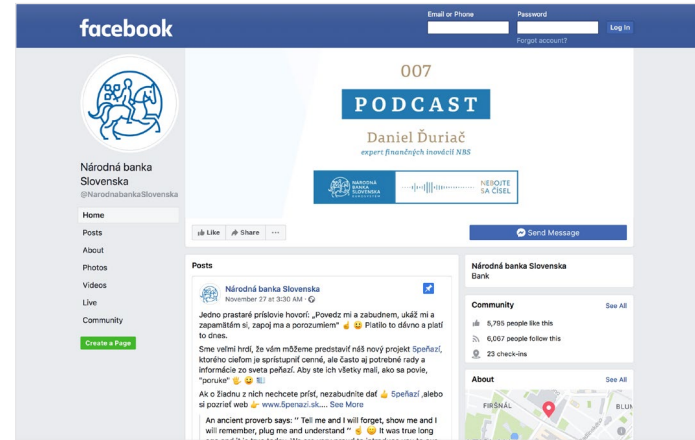 facebook
Email or Phone
Password
Log In
Forgot account?
007
PODCAST
Daniel Ďuriač
expert finančných inovácií NBS
NÁRODNÁ
BANKA
SLOVENSKA
EUROSYSTÉM
NEBOJTE
SA ČÍSEL
Národná banka
Slovenska
@NarodnabankaSlovenska
Home
Posts
About
Photos
Videos
Live
Community
Create a Page
Like
Share
Send Message
Posts
Národná banka Slovenska
November 27 at 3:30 AM ·
Jedno prastaré príslovie hovorí: „Povedz mi a zabudnem, ukáž mi a
zapamätám si, zapoj ma a porozumiem“ ☝️ 😃 Platilo to dávno a platí
to dnes.
Sme veľmi hrdí, že vám môžeme predstaviť náš nový projekt 5peňazí,
ktorého cieľom je sprístupniť cenné, ale často aj potrebné rady a
informácie zo sveta peňazí. Aby ste ich všetky mali, ako sa povie,
"poruke"
Ak o žiadnu z nich nechcete prísť, nezabudnite dať 👍 5peňazí ,alebo
si pozrieť web 👉 www.5penazi.sk.... See More
An ancient proverb says: " Tell me and I will forget, show me and I
will remember, plug me and understand " ☝️ 😃 It was true long
Národná banka Slovenska
Bank
Community
See All
5,795 people like this
6,067 people follow this
23 check-ins
About
See All
FIRŠNÁL
BLUM